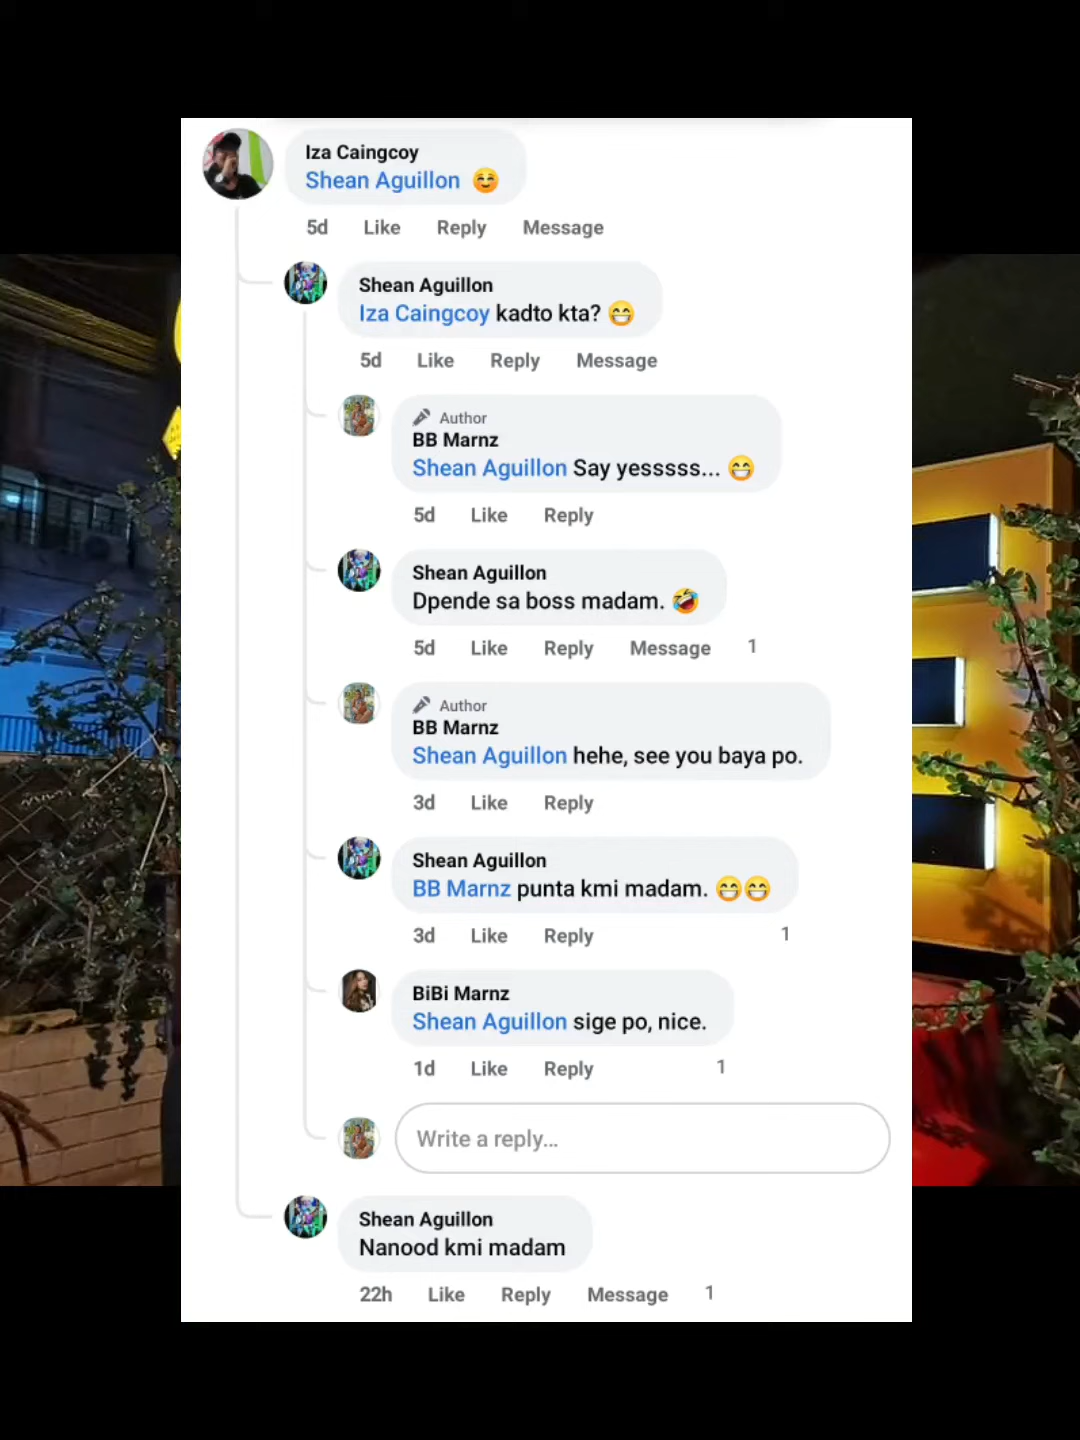 Iza Caingcoy
Shean Aguillon ☺️
5d Like Reply Message
Shean Aguillon
Iza Caingcoy kadto kta? 😁
5d Like Reply Message
Author
BB Marnz
Shean Aguillon Say yesssss... 😁
5d Like Reply
Shean Aguillon
Dpende sa boss madam. 🤣
5d Like Reply Message 1
Author
BB Marnz
Shean Aguillon hehe, see you baya po.
3d Like Reply
Shean Aguillon
BB Marnz punta kmi madam. 😁😁
3d Like Reply 1
BiBi Marnz
Shean Aguillon sige po, nice.
1d Like Reply 1
Write a reply...
Shean Aguillon
Nanood kmi madam
22h Like Reply Message 1